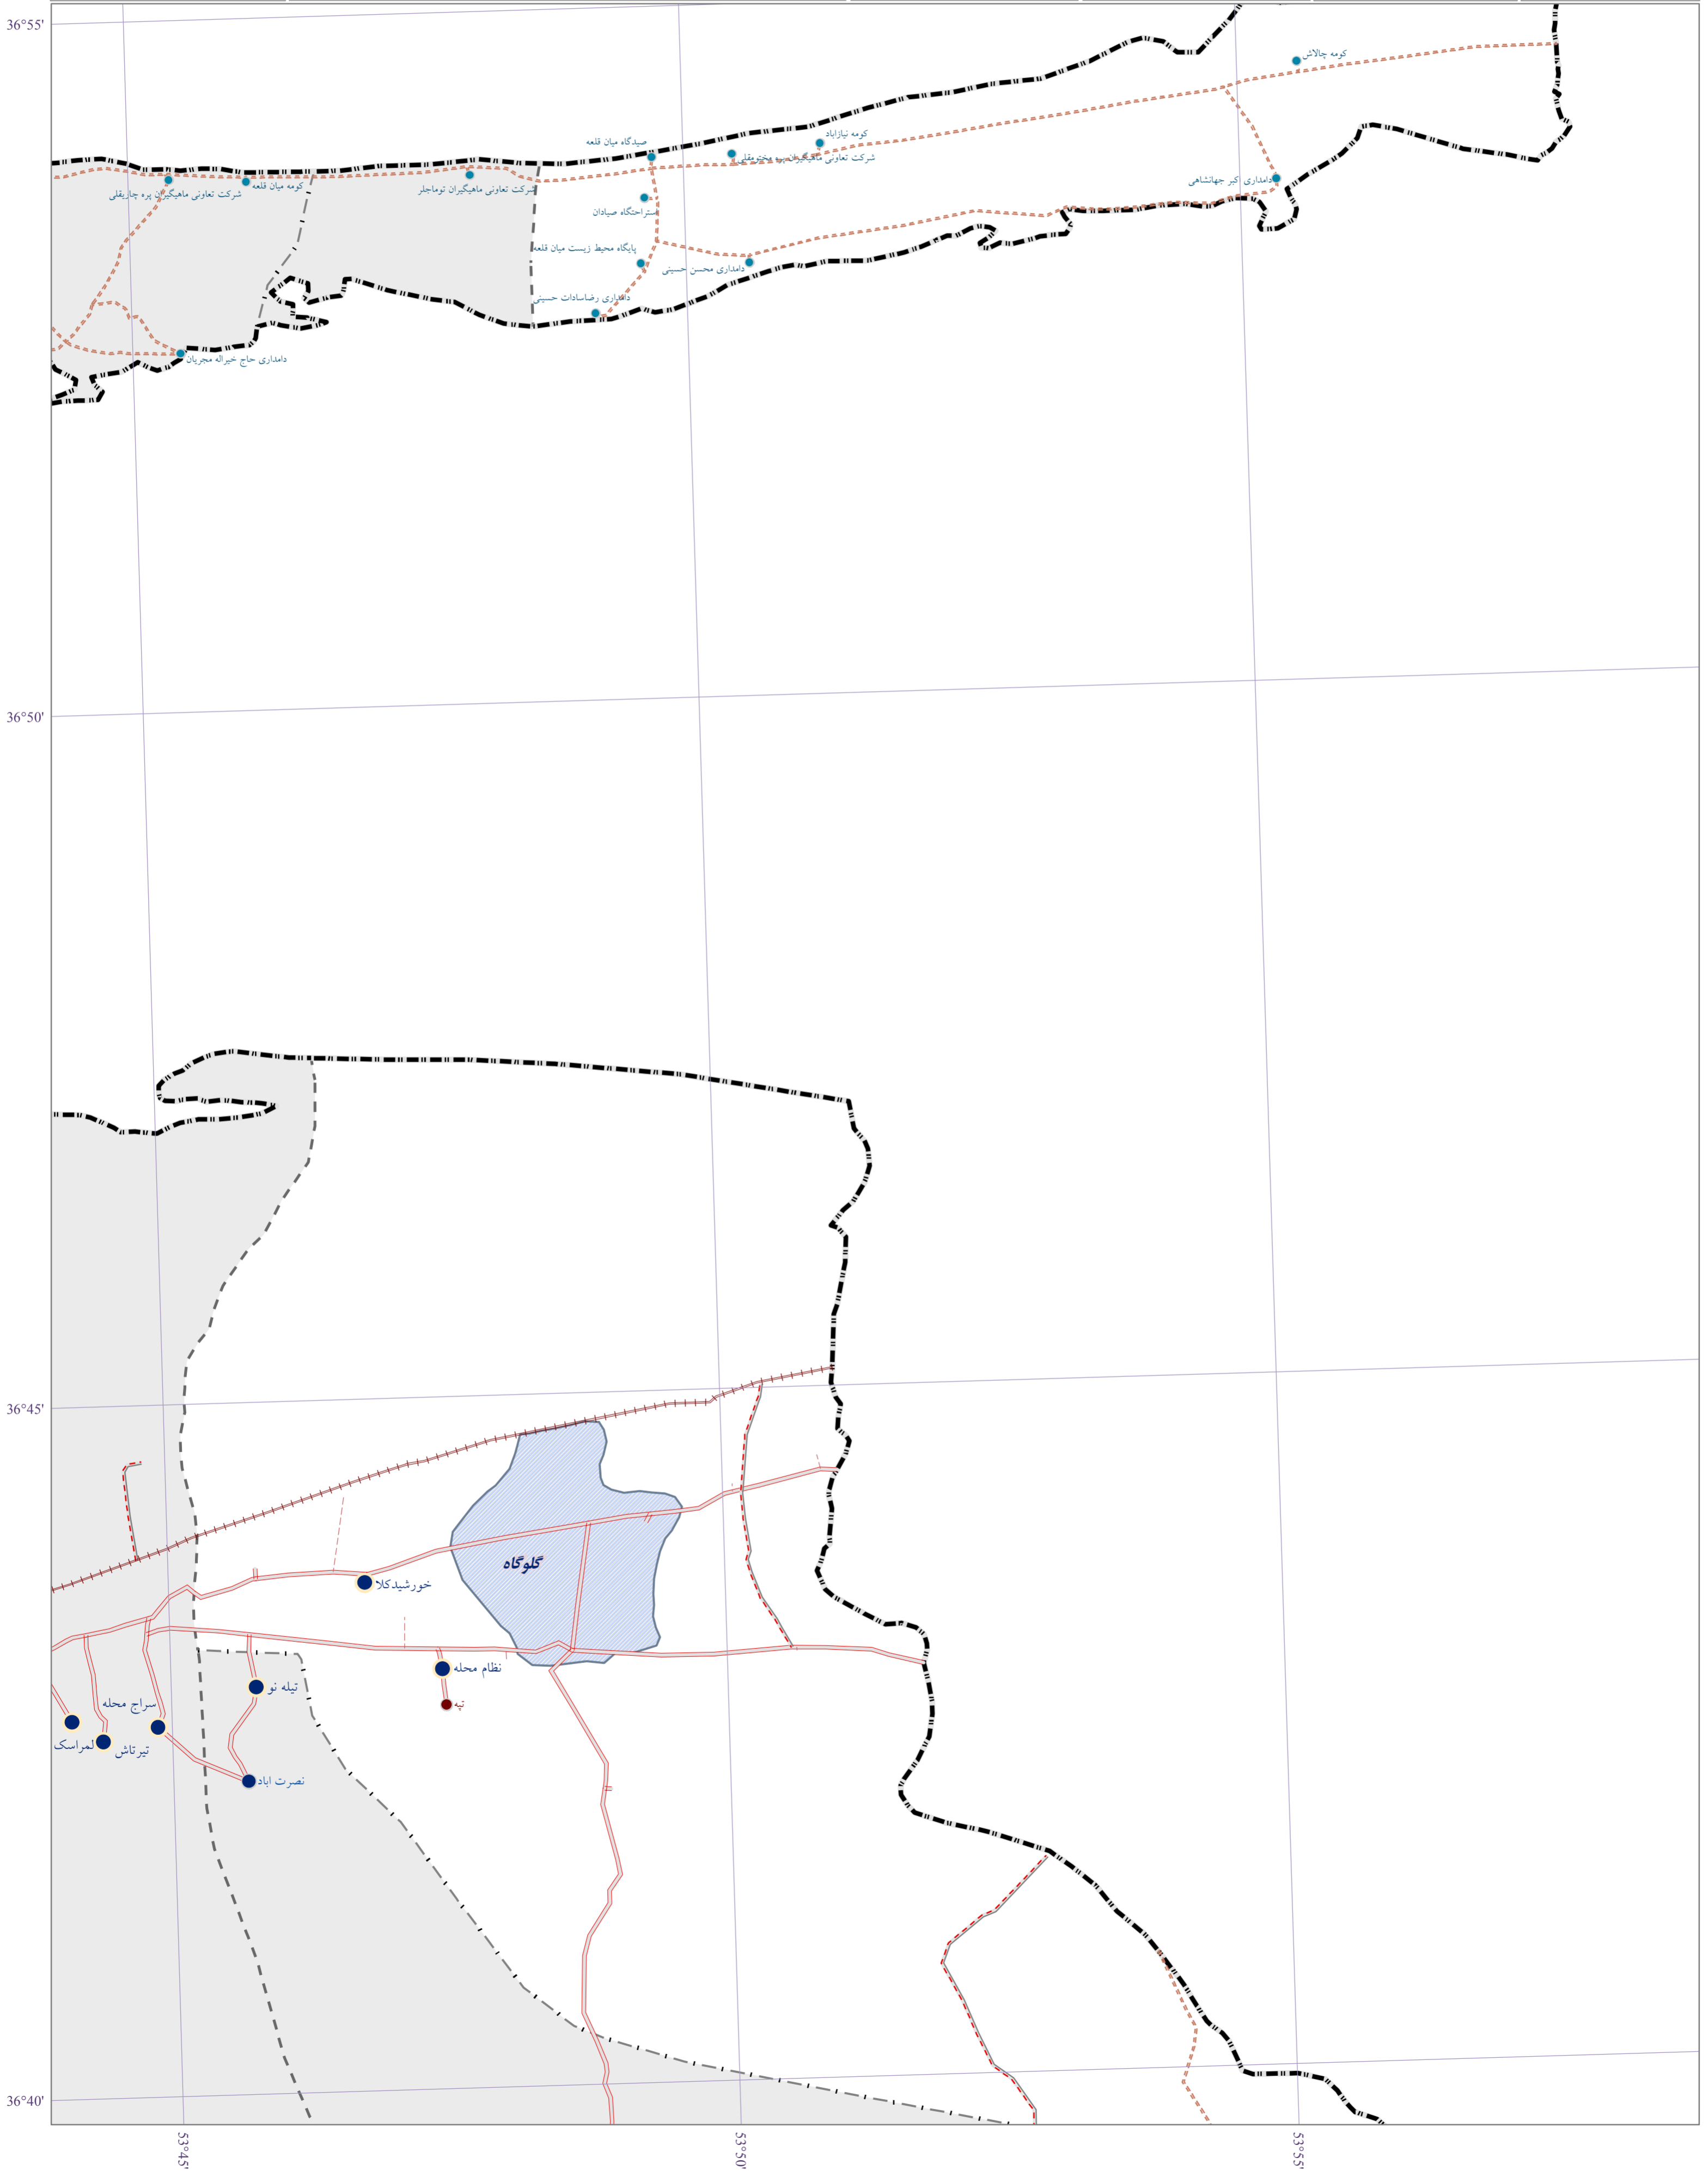 36°55'
کومه چالاش
کومه نیازاباد
صیدگاه میان قلعه
شرکت تعاونی ماهیگیران پره مختومقلی
دامداری کبر جهانشاهی
کومه میان قلعه
شرکت تعاونی ماهیگیران توماجلر
شرکت تعاونی ماهیگیران پره چاریقلی
استراحتگاه صیادان
پایگاه محیط زیست میان قلعه
دامداری محسن حسینی
دامداری رضاسادات حسینی
دامداری حاج خیراله مجریان
36°50'
36°45'
گلوگاه
خورشیدکلا
نظام محله
تیله نو
تپه
سراج محله
لمراسک
تیرتاش
نصرت اباد
36°40'
53°45'
53°50'
53°55'